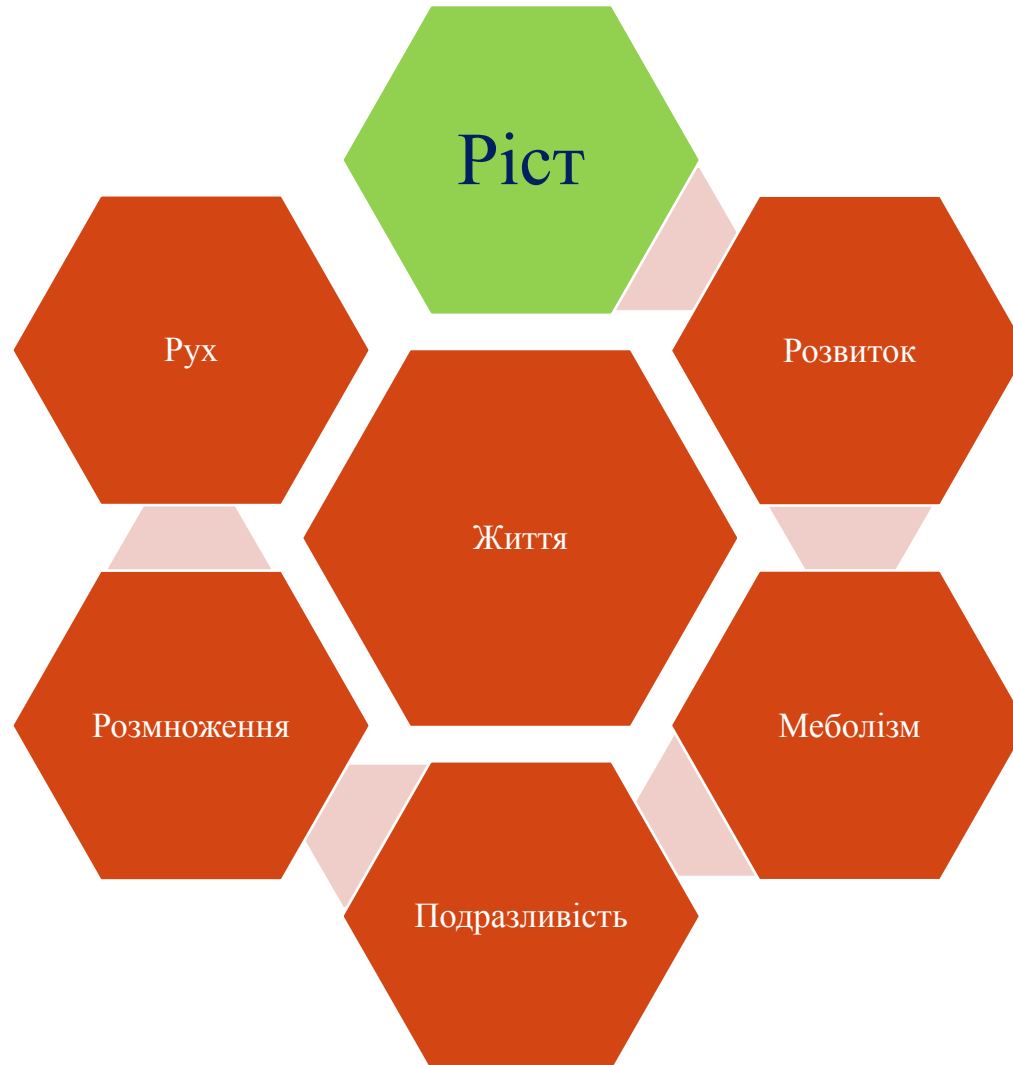 Ріст
Рух
Розвиток
Життя
Розмноження
Меболізм
Подразливість